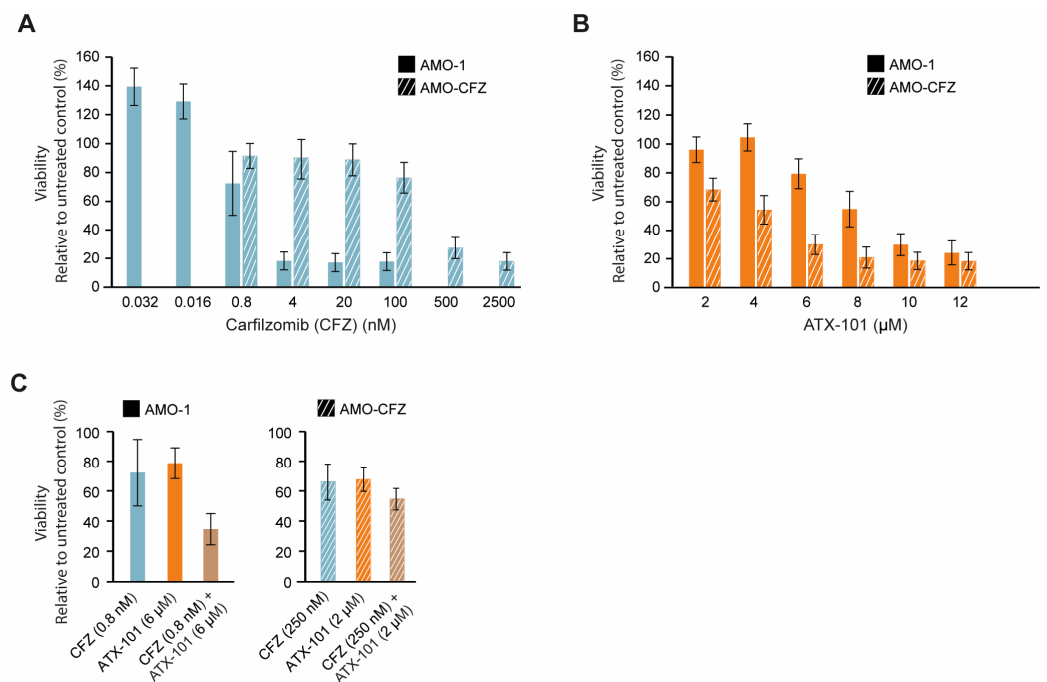 A
Viability
Relative to untreated control (%)
160
140
120
100
80
60
40
20
0
AMO-1
AMO-CFZ
0.032 0.016 0.8 4 20 100 500 2500
Carfilzomib (CFZ) (nM)
B
Viability
Relative to untreated control (%)
160
140
120
100
80
60
40
20
0
AMO-1
AMO-CFZ
2 4 6 8 10 12
ATX-101 (µM)
C
Viability
Relative to untreated control (%)
AMO-1
100
80
60
40
20
0
CFZ (0.8 nM)
ATX-101 (6 µM)
CFZ (0.8 nM) +
ATX-101 (6 µM)
AMO-CFZ
100
80
60
40
20
0
CFZ (250 nM)
ATX-101 (2 µM)
CFZ (250 nM) +
ATX-101 (2 µM)